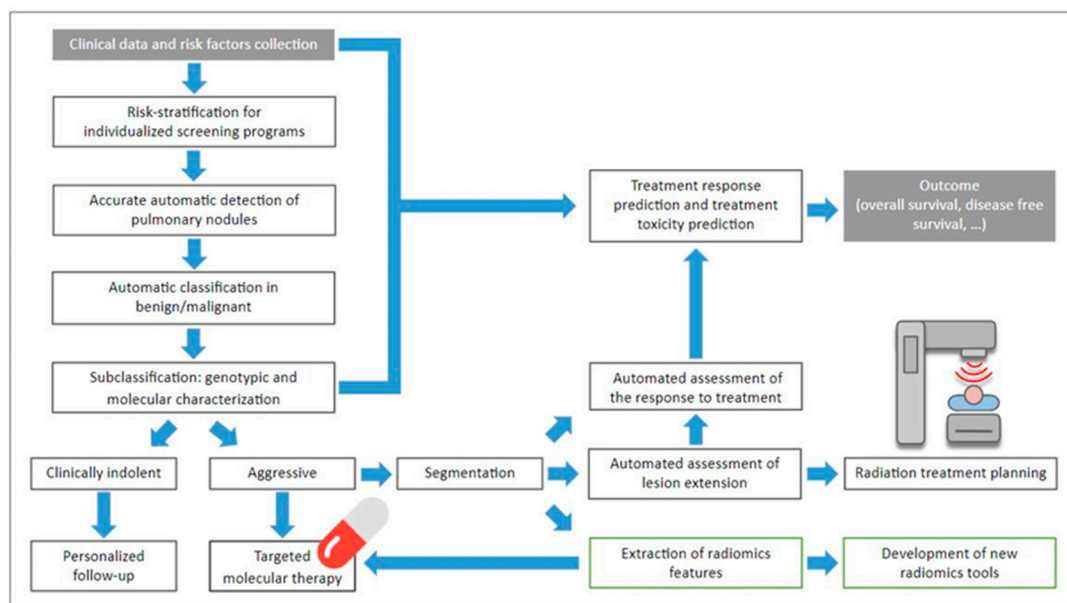 Clinical data and risk factors collection
Risk-stratification for
individualized screening programs
Accurate automatic detection of
pulmonary nodules
Automatic classification in
benign/malignant
Subclassification: genotypic and
molecular characterization
Clinically indolent
Aggressive
Segmentation
Personalized
follow-up
Targeted
molecular therapy
Treatment response
prediction and treatment
toxicity prediction
Outcome
(overall survival, disease free
survival, ...)
Automated assessment of
the response to treatment
Automated assessment of
lesion extension
Radiation treatment planning
Extraction of radiomics
features
Development of new
radiomics tools